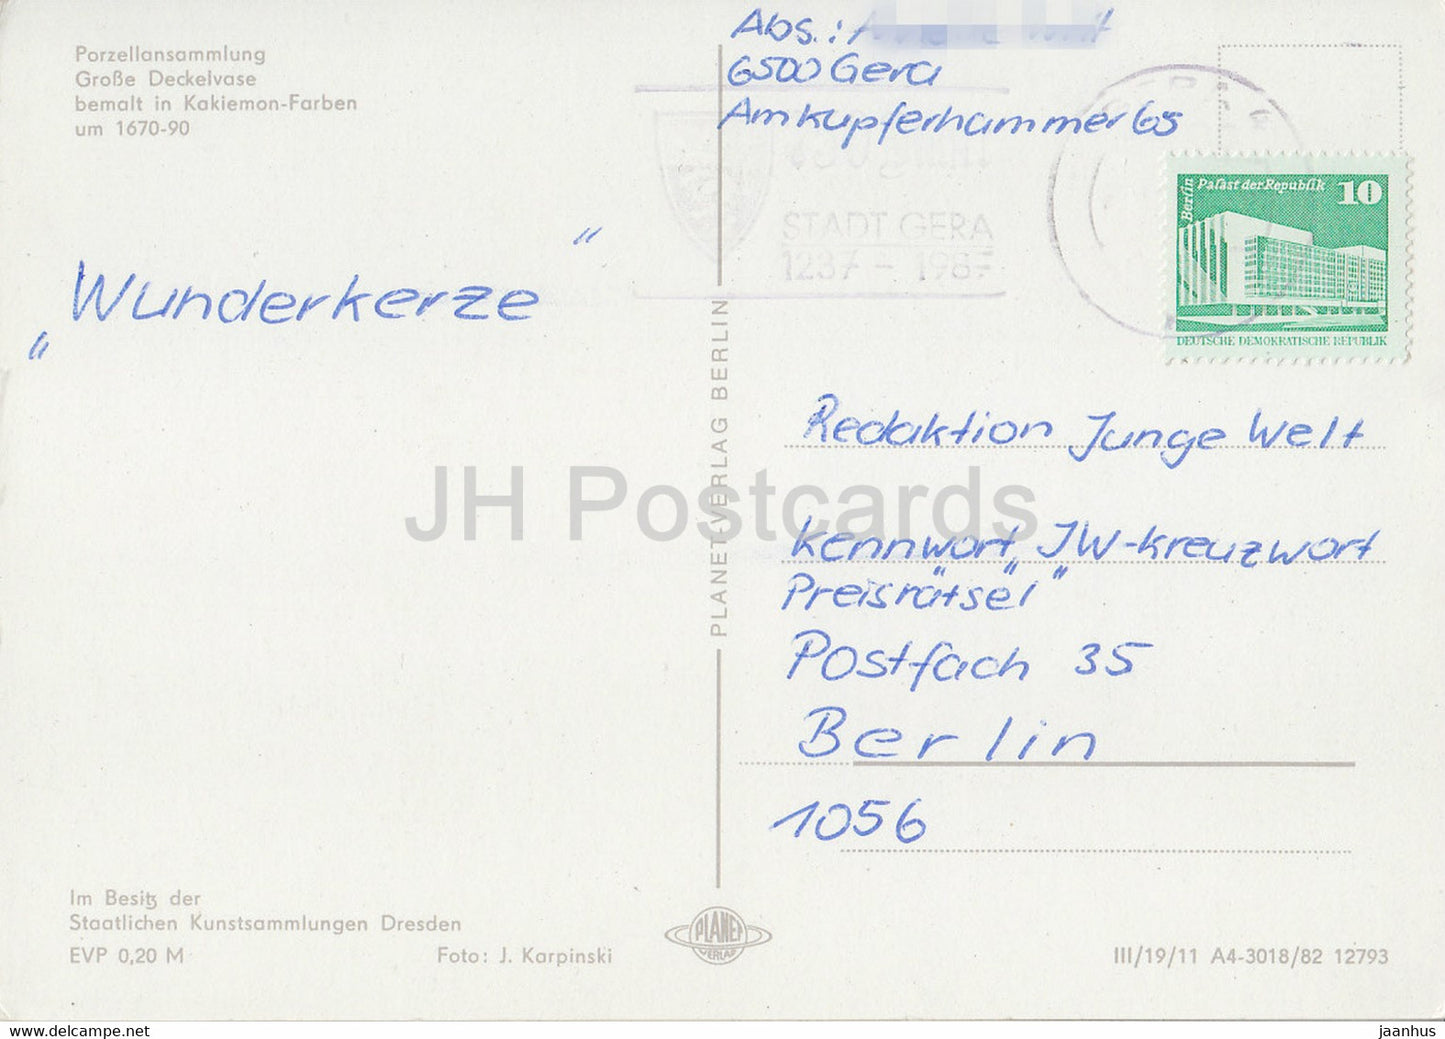 Porzellansammlung
Große Deckelvase
bemalt in Kakiemon-Farben
um 1670-90
Abs.:
6500 Gera
Am Kupferhammer 65
STADT GERA
1237 - 1987
Berlin
Palast der Republik
10
DEUTSCHE DEMOKRATISCHE REPUBLIK
„Wunderkerze"
PLANET-VERLAG BERLIN
Redaktion Junge Welt
JH Postcards
Kennwort „JW-Kreuzwort
Preisrätsel"
Postfach 35
Berlin
1056
Im Besitz der
Staatlichen Kunstsammlungen Dresden
EVP 0,20 M
Foto: J. Karpinski
PLANET
VERLAG
III/19/11 A4-3018/82 12793
https://www.delcampe.net
jaanhus